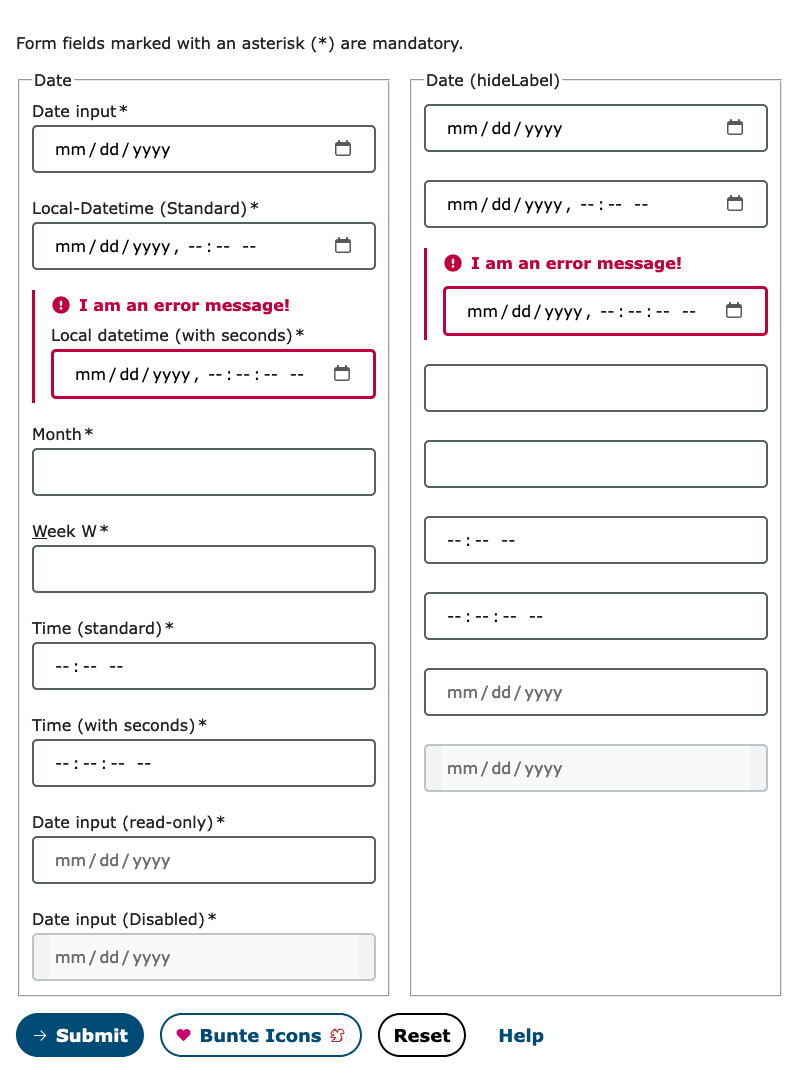 Form fields marked with an asterisk (*) are mandatory.
Date
Date input*
mm/dd/yyyy
Local-Datetime (Standard)*
mm/dd/yyyy, --:-- --
I am an error message!
Local datetime (with seconds)*
mm/dd/yyyy, --:--:-- --
Month*
Week W*
Time (standard)*
--:-- --
Time (with seconds)*
--:--:-- --
Date input (read-only)*
mm/dd/yyyy
Date input (Disabled)*
mm/dd/yyyy
Date (hideLabel)
mm/dd/yyyy
mm/dd/yyyy, --:-- --
I am an error message!
mm/dd/yyyy, --:--:-- --
--:-- --
--:--:-- --
mm/dd/yyyy
mm/dd/yyyy
Submit
Bunte Icons
Reset
Help